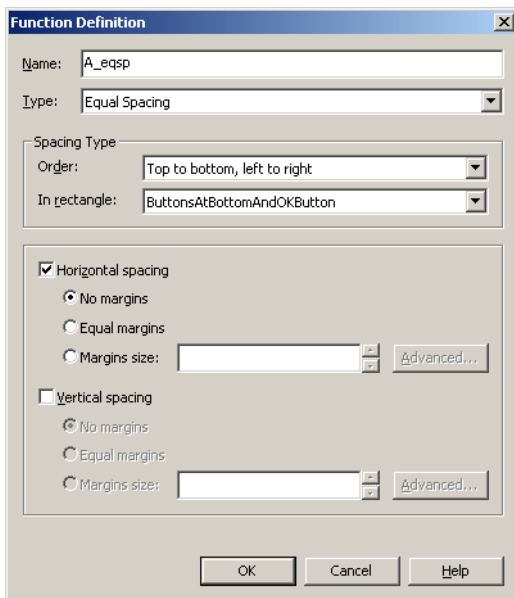 Function Definition
Name: A_eqsp
Type: Equal Spacing
Spacing Type
Order: Top to bottom, left to right
In rectangle: ButtonsAtBottomAndOKButton
Horizontal spacing
No margins
Equal margins
Margins size: Advanced...
Vertical spacing
No margins
Equal margins
Margins size: Advanced...
OK Cancel Help